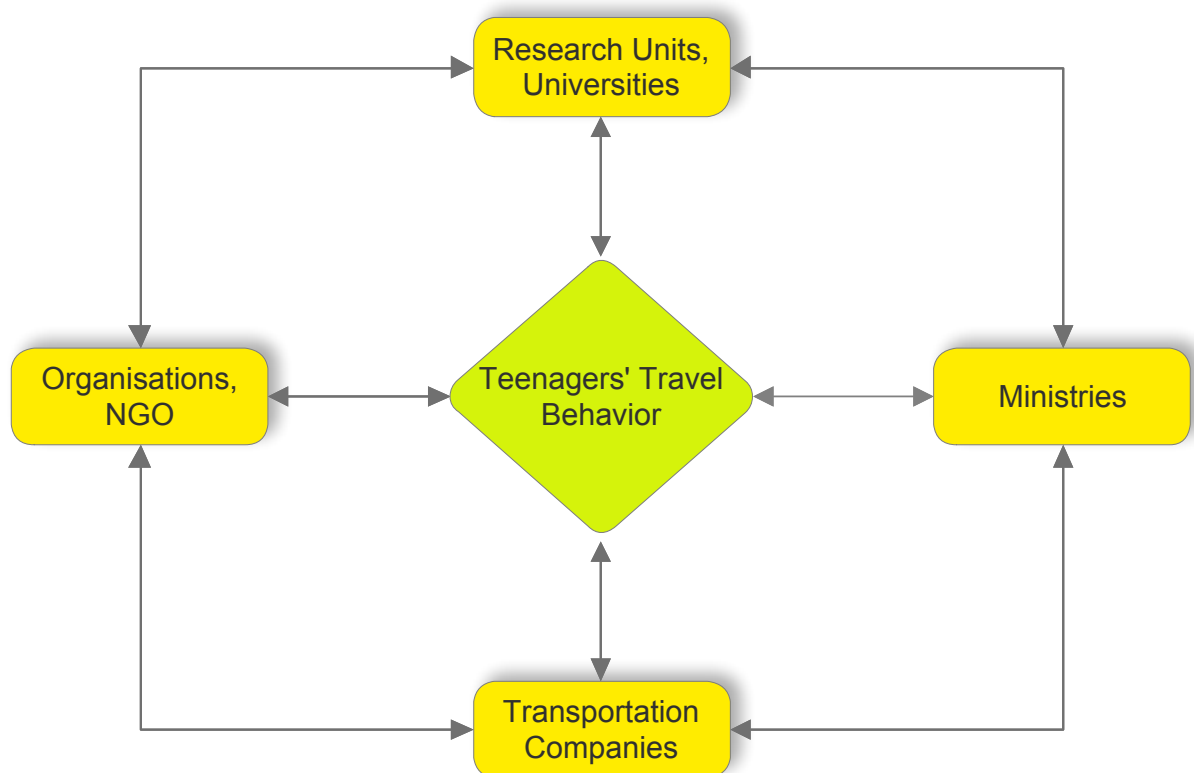 Research Units,
Universities
Organisations,
NGO
Teenagers' Travel
Behavior
Ministries
Transportation
Companies